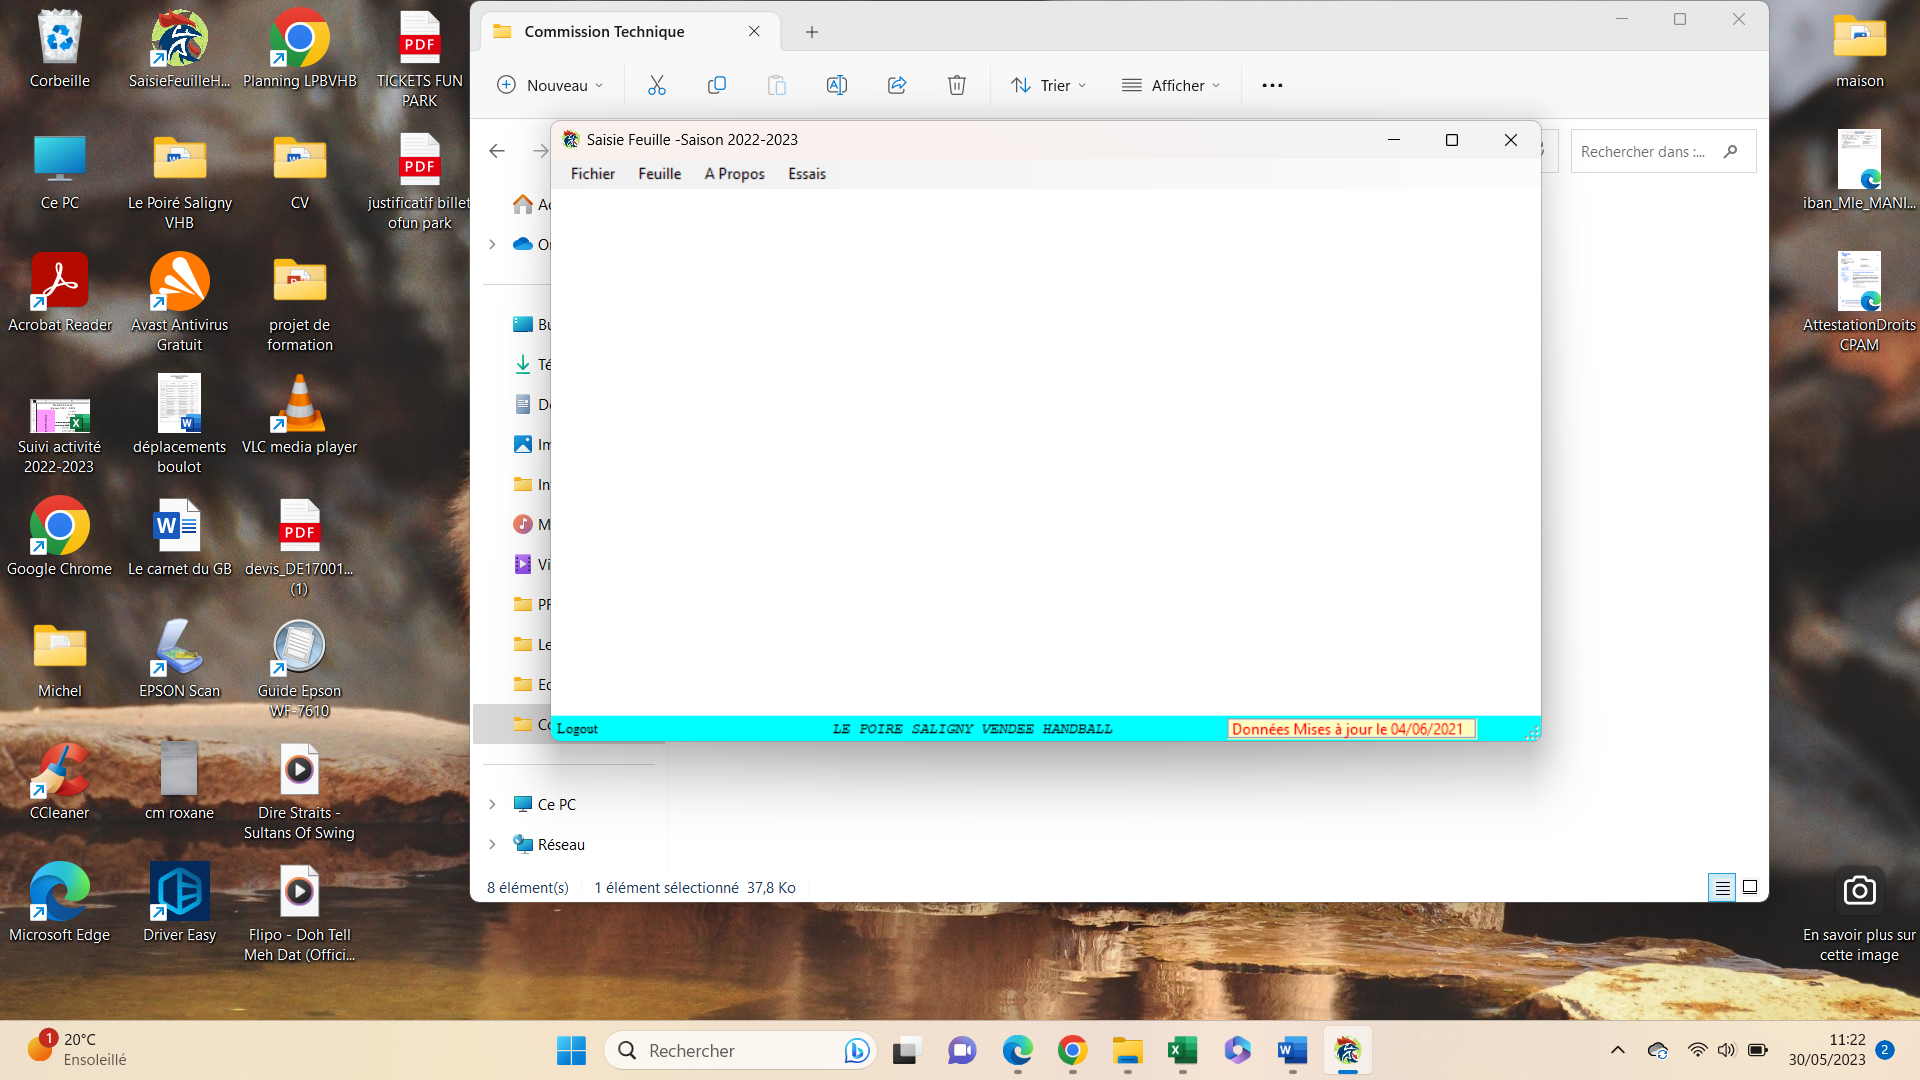 Corbeille
SaisieFeuilleH...
Planning LPBVHB
TICKETS FUN
PARK
Ce PC
Le Poiré Saligny
VHB
CV
justificatif billet
ofun park
Acrobat Reader
Avast Antivirus
Gratuit
projet de
formation
Suivi activité
2022-2023
déplacements
boulot
VLC media player
Google Chrome
Le carnet du GB
devis_DE17001...
(1)
Michel
EPSON Scan
Guide Epson
WF-7610
CCleaner
cm roxane
Dire Straits -
Sultans Of Swing
Microsoft Edge
Driver Easy
Flipo - Doh Tell
Meh Dat (Offici...
PDF
PDF
PDF
Commission Technique
Nouveau
Trier
Afficher
Rechercher dans :...
Saisie Feuille -Saison 2022-2023
Fichier Feuille A Propos Essais
Logout LE POIRE SALIGNY VENDEE HANDBALL Données Mises à jour le 04/06/2021
Ce PC
Réseau
8 élément(s) 1 élément sélectionné 37,8 Ko
maison
iban_Mle_MANI...
AttestationDroits
CPAM
En savoir plus sur
cette image
1
20°C
Ensoleillé
Rechercher
11:22
30/05/2023
2